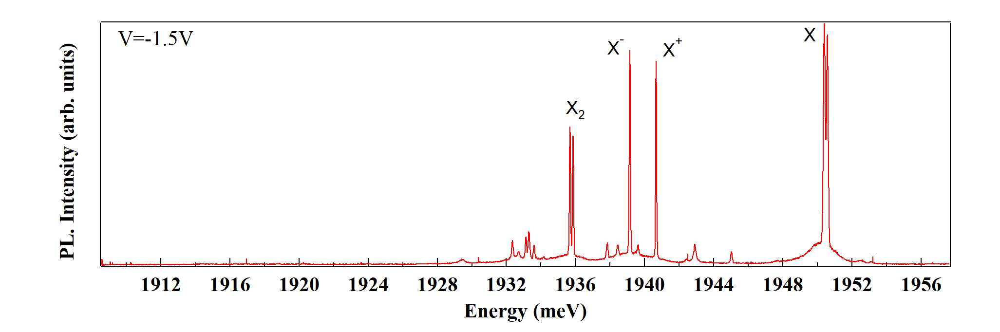 V=-1.5V
X⁻
X⁺
X
X₂
PL. Intensity (arb. units)
1912 1916 1920 1924 1928 1932 1936 1940 1944 1948 1952 1956
Energy (meV)